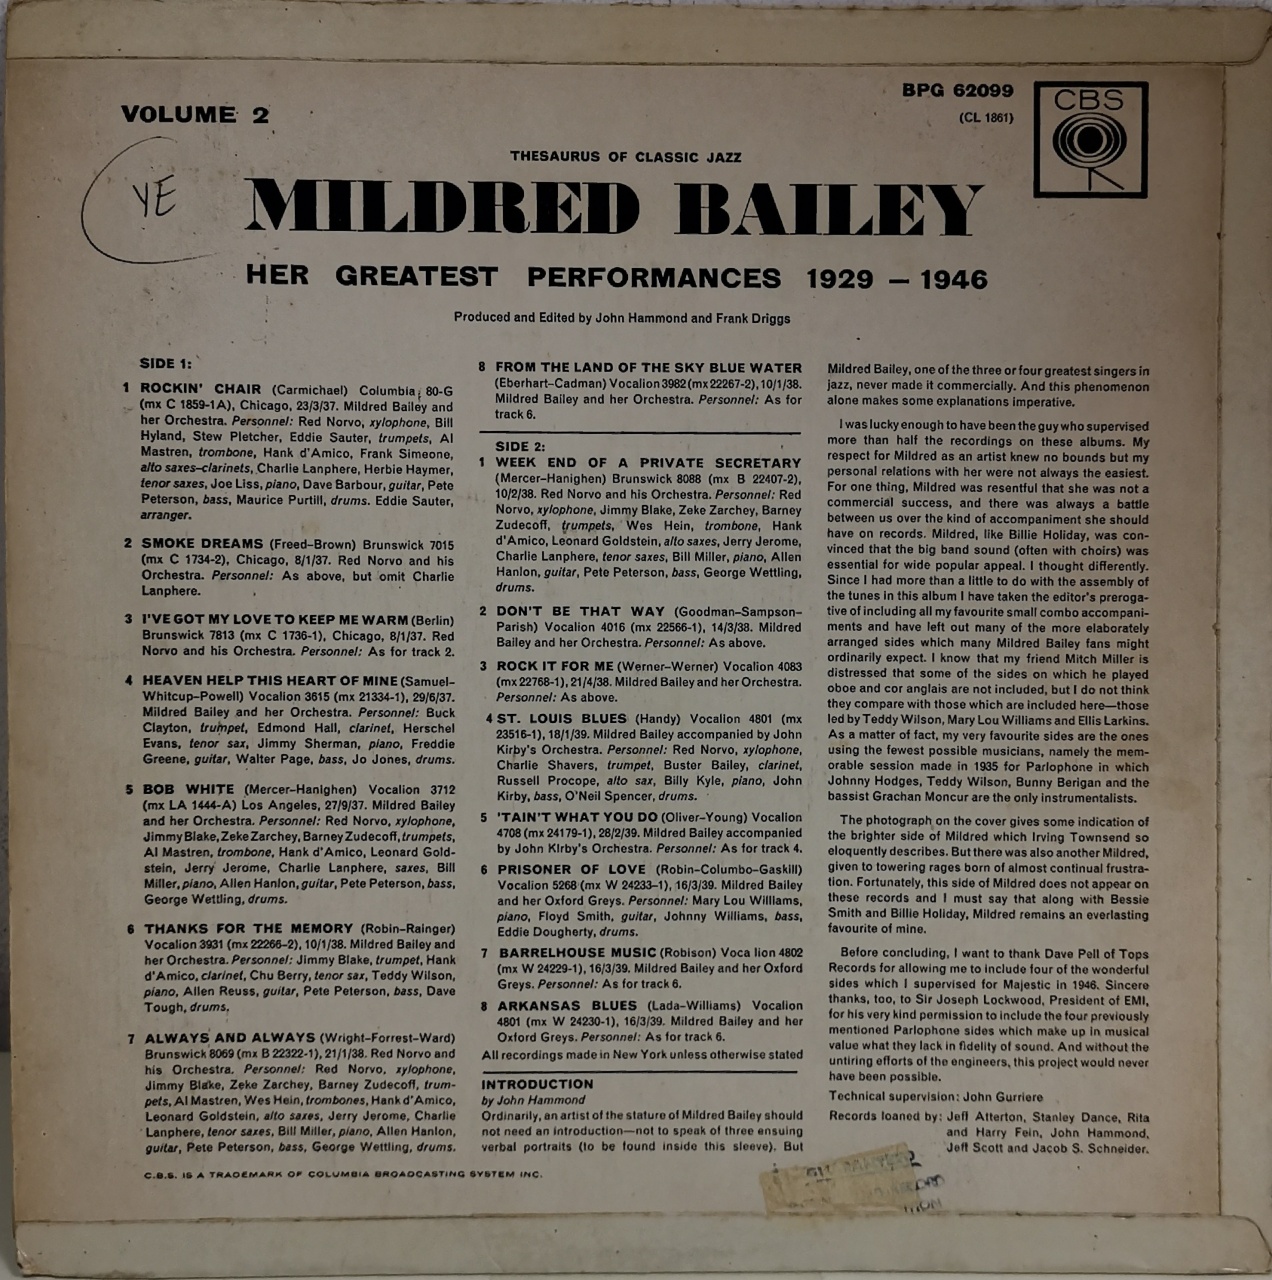 VOLUME 2
BPG 62099
(CL 1861)
CBS
YE
THESAURUS OF CLASSIC JAZZ
MILDRED BAILEY
HER GREATEST PERFORMANCES 1929 – 1946
Produced and Edited by John Hammond and Frank Driggs
SIDE 1:
1 ROCKIN' CHAIR (Carmichael) Columbia 80-G
(mx C 1859-1A), Chicago, 23/3/37. Mildred Bailey and
her Orchestra. Personnel: Red Norvo, xylophone, Bill
Hyland, Stew Pletcher, Eddie Sauter, trumpets, Al
Mastren, trombone, Hank d'Amico, Frank Simeone,
alto saxes–clarinets, Charlie Lanphere, Herbie Haymer,
tenor saxes, Joe Liss, piano, Dave Barbour, guitar, Pete
Peterson, bass, Maurice Purtill, drums. Eddie Sauter,
arranger.
2 SMOKE DREAMS (Freed–Brown) Brunswick 7015
(mx C 1734-2), Chicago, 8/1/37. Red Norvo and his
Orchestra. Personnel: As above, but omit Charlie
Lanphere.
3 I'VE GOT MY LOVE TO KEEP ME WARM (Berlin)
Brunswick 7813 (mx C 1736-1), Chicago, 8/1/37. Red
Norvo and his Orchestra. Personnel: As for track 2.
4 HEAVEN HELP THIS HEART OF MINE (Samuel–
Whitcup–Powell) Vocalion 3615 (mx 21334-1), 29/6/37.
Mildred Bailey and her Orchestra. Personnel: Buck
Clayton, trumpet, Edmond Hall, clarinet, Herschel
Evans, tenor sax, Jimmy Sherman, piano, Freddie
Greene, guitar, Walter Page, bass, Jo Jones, drums.
5 BOB WHITE (Mercer–Hanighen) Vocalion 3712
(mx LA 1444-A) Los Angeles, 27/9/37. Mildred Bailey
and her Orchestra. Personnel: Red Norvo, xylophone,
Jimmy Blake, Zeke Zarchey, Barney Zudecoff, trumpets,
Al Mastren, trombone, Hank d'Amico, Leonard Gold-
stein, Jerry Jerome, Charlie Lanphere, saxes, Bill
Miller, piano, Allen Hanlon, guitar, Pete Peterson, bass,
George Wettling, drums.
6 THANKS FOR THE MEMORY (Robin–Rainger)
Vocalion 3931 (mx 22266–2), 10/1/38. Mildred Bailey and
her Orchestra. Personnel: Jimmy Blake, trumpet, Hank
d'Amico, clarinet, Chu Berry, tenor sax, Teddy Wilson,
piano, Allen Reuss, guitar, Pete Peterson, bass, Dave
Tough, drums.
7 ALWAYS AND ALWAYS (Wright–Forrest–Ward)
Brunswick 8069 (mx B 22322-1), 21/1/38. Red Norvo and
his Orchestra. Personnel: Red Norvo, xylophone,
Jimmy Blake, Zeke Zarchey, Barney Zudecoff, trum-
pets, Al Mastren, Wes Hein, trombones, Hank d'Amico,
Leonard Goldstein, alto saxes, Jerry Jerome, Charlie
Lanphere, tenor saxes, Bill Miller, piano, Allen Hanlon,
guitar, Pete Peterson, bass, George Wettling, drums.
8 FROM THE LAND OF THE SKY BLUE WATER
(Eberhart–Cadman) Vocalion 3982 (mx 22267-2), 10/1/38.
Mildred Bailey and her Orchestra. Personnel: As for
track 6.
SIDE 2:
1 WEEK END OF A PRIVATE SECRETARY
(Mercer–Hanighen) Brunswick 8088 (mx B 22407-2),
10/2/38. Red Norvo and his Orchestra. Personnel: Red
Norvo, xylophone, Jimmy Blake, Zeke Zarchey, Barney
Zudecoff, trumpets, Wes Hein, trombone, Hank
d'Amico, Leonard Goldstein, alto saxes, Jerry Jerome,
Charlie Lanphere, tenor saxes, Bill Miller, piano, Allen
Hanlon, guitar, Pete Peterson, bass, George Wettling,
drums.
2 DON'T BE THAT WAY (Goodman–Sampson–
Parish) Vocalion 4016 (mx 22566-1), 14/3/38. Mildred
Bailey and her Orchestra. Personnel: As above.
3 ROCK IT FOR ME (Werner–Werner) Vocalion 4083
(mx 22768-1), 21/4/38. Mildred Bailey and her Orchestra.
Personnel: As above.
4 ST. LOUIS BLUES (Handy) Vocalion 4801 (mx
23516-1), 18/1/39. Mildred Bailey accompanied by John
Kirby's Orchestra. Personnel: Red Norvo, xylophone,
Charlie Shavers, trumpet, Buster Bailey, clarinet,
Russell Procope, alto sax, Billy Kyle, piano, John
Kirby, bass, O'Neil Spencer, drums.
5 'TAIN'T WHAT YOU DO (Oliver–Young) Vocalion
4708 (mx 24179-1), 28/2/39. Mildred Bailey accompanied
by John Kirby's Orchestra. Personnel: As for track 4.
6 PRISONER OF LOVE (Robin–Columbo–Gaskill)
Vocalion 5268 (mx W 24233–1), 16/3/39. Mildred Bailey
and her Oxford Greys. Personnel: Mary Lou Williams,
piano, Floyd Smith, guitar, Johnny Williams, bass,
Eddie Dougherty, drums.
7 BARRELHOUSE MUSIC (Robison) Voca lion 4802
(mx W 24229-1), 16/3/39. Mildred Bailey and her Oxford
Greys. Personnel: As for track 6.
8 ARKANSAS BLUES (Lada–Williams) Vocalion
4801 (mx W 24230-1), 16/3/39. Mildred Bailey and her
Oxford Greys. Personnel: As for track 6.
All recordings made in New York unless otherwise stated
INTRODUCTION
by John Hammond
Ordinarily, an artist of the stature of Mildred Bailey should
not need an introduction—not to speak of three ensuing
verbal portraits (to be found inside this sleeve). But
Mildred Bailey, one of the three or four greatest singers in
jazz, never made it commercially. And this phenomenon
alone makes some explanations imperative.
I was lucky enough to have been the guy who supervised
more than half the recordings on these albums. My
respect for Mildred as an artist knew no bounds but my
personal relations with her were not always the easiest.
For one thing, Mildred was resentful that she was not a
commercial success, and there was always a battle
between us over the kind of accompaniment she should
have on records. Mildred, like Billie Holiday, was con-
vinced that the big band sound (often with choirs) was
essential for wide popular appeal. I thought differently.
Since I had more than a little to do with the assembly of
the tunes in this album I have taken the editor's preroga-
tive of including all my favourite small combo accompani-
ments and have left out many of the more elaborately
arranged sides which many Mildred Bailey fans might
ordinarily expect. I know that my friend Mitch Miller is
distressed that some of the sides on which he played
oboe and cor anglais are not included, but I do not think
they compare with those which are included here—those
led by Teddy Wilson, Mary Lou Williams and Ellis Larkins.
As a matter of fact, my very favourite sides are the ones
using the fewest possible musicians, namely the mem-
orable session made in 1935 for Parlophone in which
Johnny Hodges, Teddy Wilson, Bunny Berigan and the
bassist Grachan Moncur are the only instrumentalists.
The photograph on the cover gives some indication of
the brighter side of Mildred which Irving Townsend so
eloquently describes. But there was also another Mildred,
given to towering rages born of almost continual frustra-
tion. Fortunately, this side of Mildred does not appear on
these records and I must say that along with Bessie
Smith and Billie Holiday, Mildred remains an everlasting
favourite of mine.
Before concluding, I want to thank Dave Pell of Tops
Records for allowing me to include four of the wonderful
sides which I supervised for Majestic in 1946. Sincere
thanks, too, to Sir Joseph Lockwood, President of EMI,
for his very kind permission to include the four previously
mentioned Parlophone sides which make up in musical
value what they lack in fidelity of sound. And without the
untiring efforts of the engineers, this project would never
have been possible.
Technical supervision: John Gurriere
Records loaned by: Jeff Atterton, Stanley Dance, Rita
and Harry Fein, John Hammond,
Jeff Scott and Jacob S. Schneider.
C.B.S. IS A TRADEMARK OF COLUMBIA BROADCASTING SYSTEM INC.